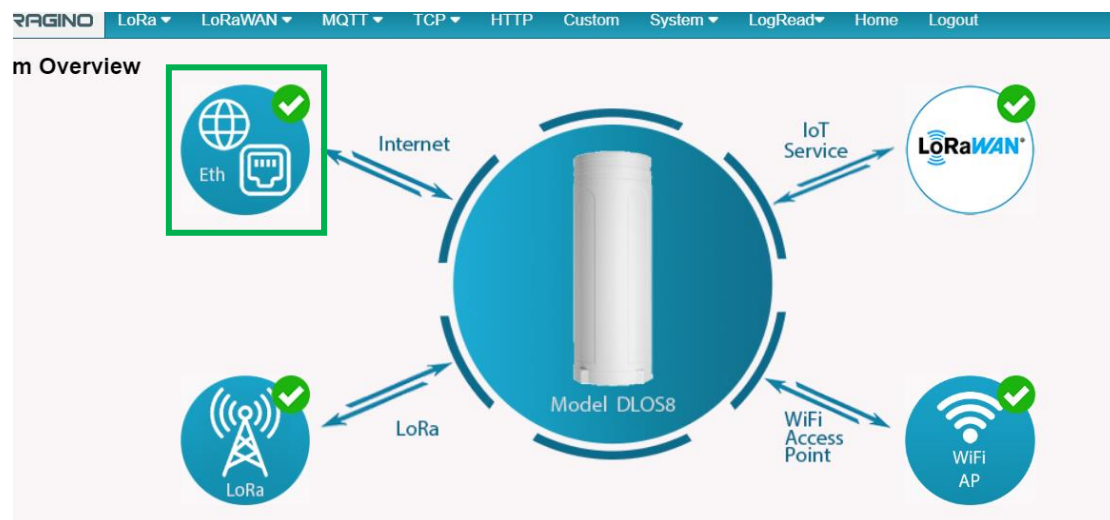 RAGINO LoRa LoRaWAN MQTT TCP HTTP Custom System LogRead Home Logout
m Overview
Eth
Internet
IoT
Service
LoRaWAN®
Model DLOS8
LoRa
LoRa
WiFi
Access
Point
WiFi
AP